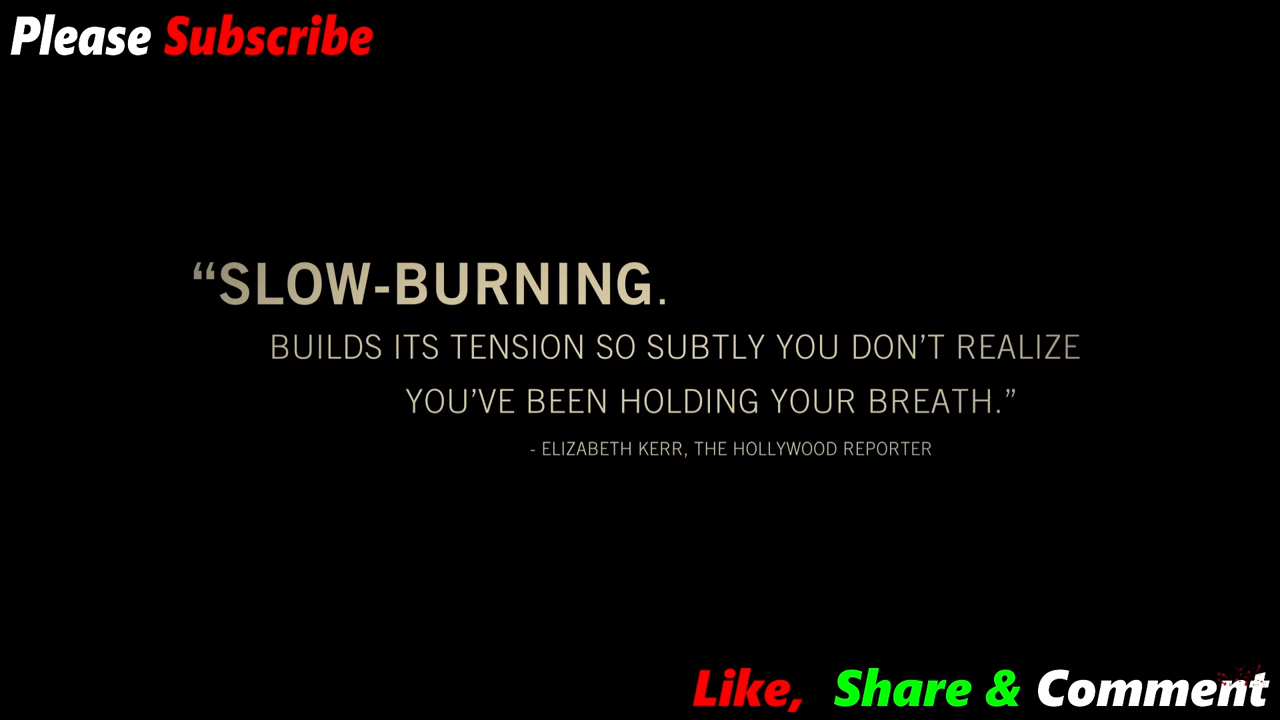 Please Subscribe
“SLOW-BURNING.
BUILDS ITS TENSION SO SUBTLY YOU DON’T REALIZE
YOU’VE BEEN HOLDING YOUR BREATH.”
- ELIZABETH KERR, THE HOLLYWOOD REPORTER
Like, Share & Comment